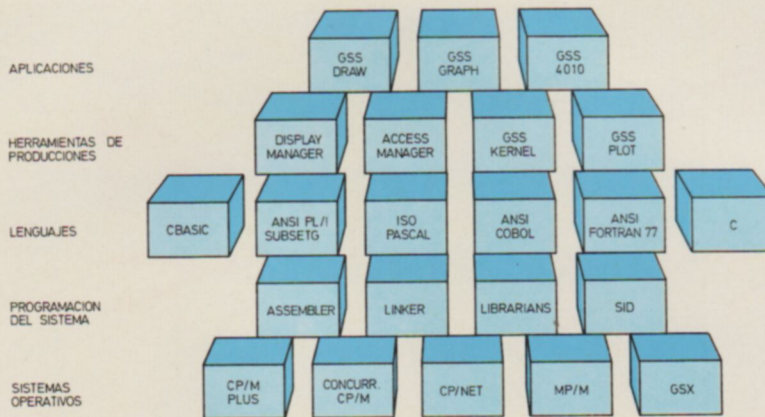 APLICACIONES
GSS
DRAW
GSS
GRAPH
GSS
4010
HERRAMIENTAS DE
PRODUCCIONES
DISPLAY
MANAGER
ACCESS
MANAGER
GSS
KERNEL
GSS
PLOT
LENGUAJES
CBASIC
ANSI PL/I
SUBSETG
ISO
PASCAL
ANSI
COBOL
ANSI
FORTRAN 77
C
PROGRAMACION
DEL SISTEMA
ASSEMBLER
LINKER
LIBRARIANS
SID
SISTEMAS
OPERATIVOS
CP/M
PLUS
CONCURR.
CP/M
CP/NET
MP/M
GSX